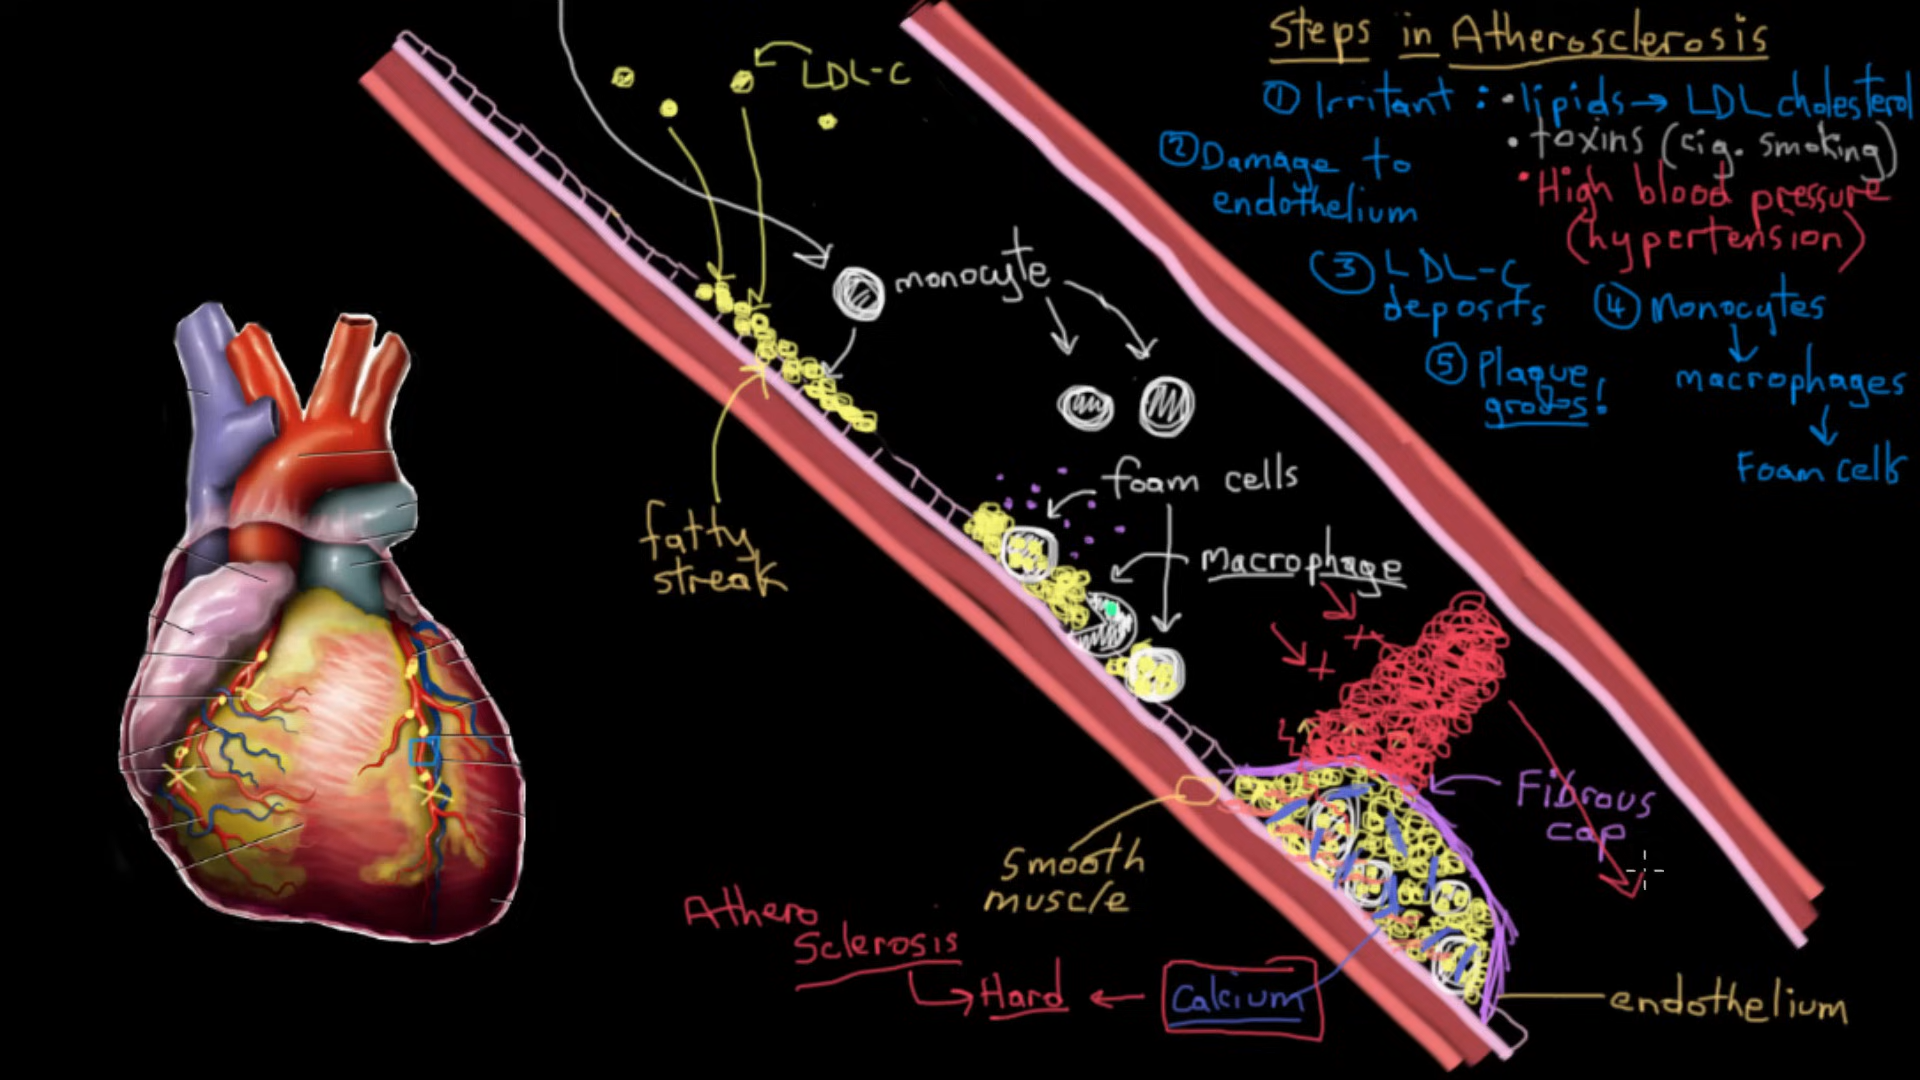 Steps in Atherosclerosis
① Irritant : • lipids → LDL cholesterol
• toxins (cig. smoking)
• High blood pressure
(hypertension)
② Damage to
endothelium
③ LDL-C
deposits
④ Monocytes
↓
macrophages
↓
Foam cells
⑤ Plaque
grows!
LDL-C
monocyte
foam cells
Macrophage
fatty
streak
Fibrous
cap
smooth
muscle
Athero
Sclerosis
Hard ← Calcium
endothelium